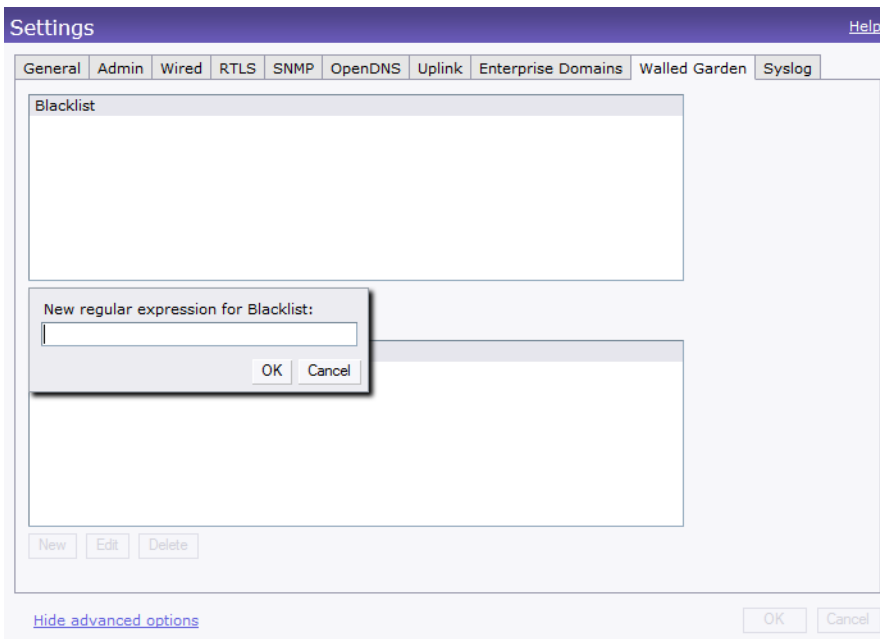 Settings Help
General Admin Wired RTLS SNMP OpenDNS Uplink Enterprise Domains Walled Garden Syslog
Blacklist
New regular expression for Blacklist:
OK Cancel
New Edit Delete
Hide advanced options OK Cancel